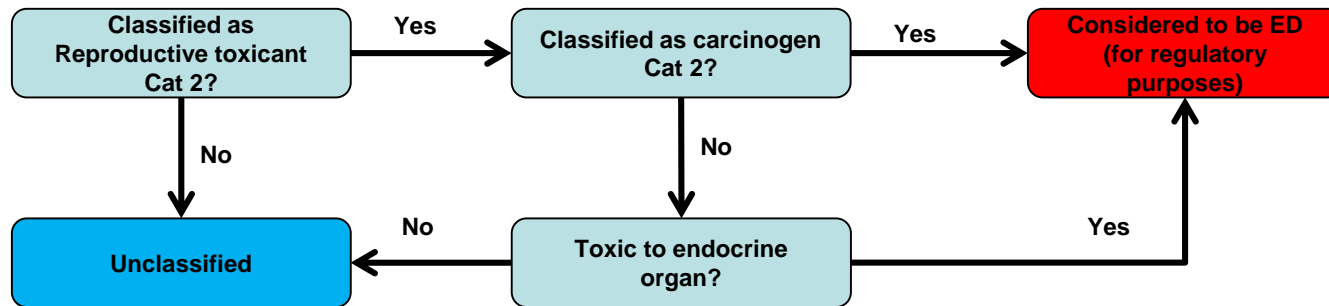 Classified as
Reproductive toxicant
Cat 2?
Yes
Classified as carcinogen
Cat 2?
Yes
Considered to be ED
(for regulatory
purposes)
No
No
Unclassified
No
Toxic to endocrine
organ?
Yes